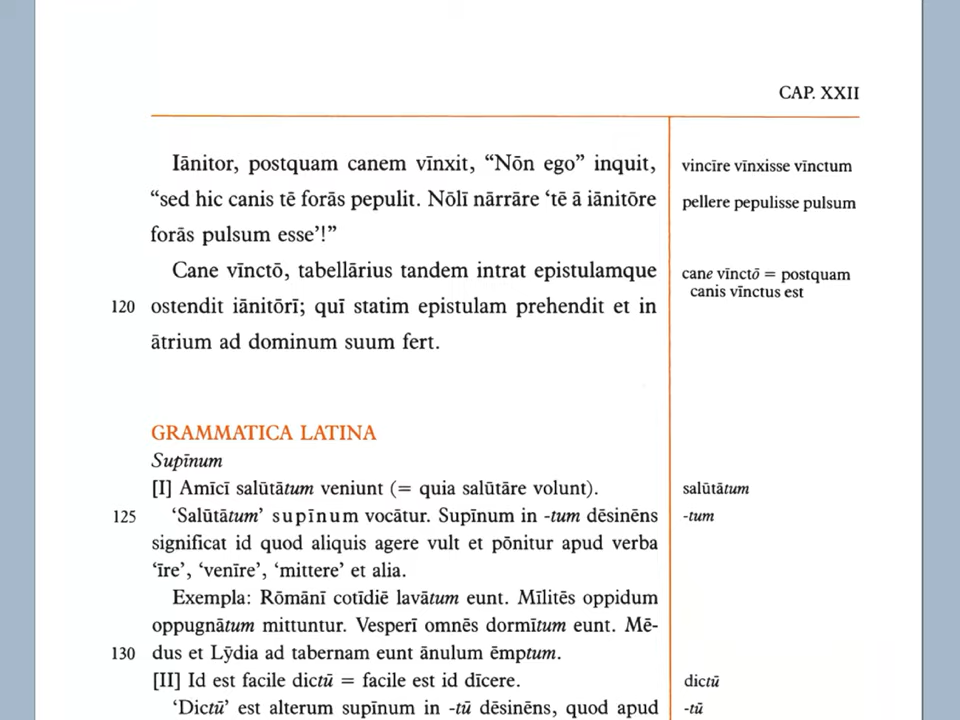 CAP. XXII
Iānitor, postquam canem vīnxit, “Nōn ego” inquit,
“sed hic canis tē forās pepulit. Nōlī nārrāre ‘tē ā iānitōre
forās pulsum esse’!”
Cane vīnctō, tabellārius tandem intrat epistulamque
120 ostendit iānitōrī; quī statim epistulam prehendit et in
ātrium ad dominum suum fert.
vincīre vīnxisse vīnctum
pellere pepulisse pulsum
cane vīnctō = postquam
canis vīnctus est
GRAMMATICA LATINA
Supīnum
[I] Amīcī salūtātum veniunt (= quia salūtāre volunt).
125 ‘Salūtātum’ supīnum vocātur. Supīnum in -tum dēsinēns
significat id quod aliquis agere vult et pōnitur apud verba
‘īre’, ‘venīre’, ‘mittere’ et alia.
Exempla: Rōmānī cotīdiē lavātum eunt. Mīlitēs oppidum
oppugnātum mittuntur. Vesperī omnēs dormītum eunt. Mē-
130 dus et Lȳdia ad tabernam eunt ānulum ēmptum.
[II] Id est facile dictū = facile est id dīcere.
‘Dictū’ est alterum supīnum in -tū dēsinēns, quod apud
salūtātum
-tum
dictū
-tū